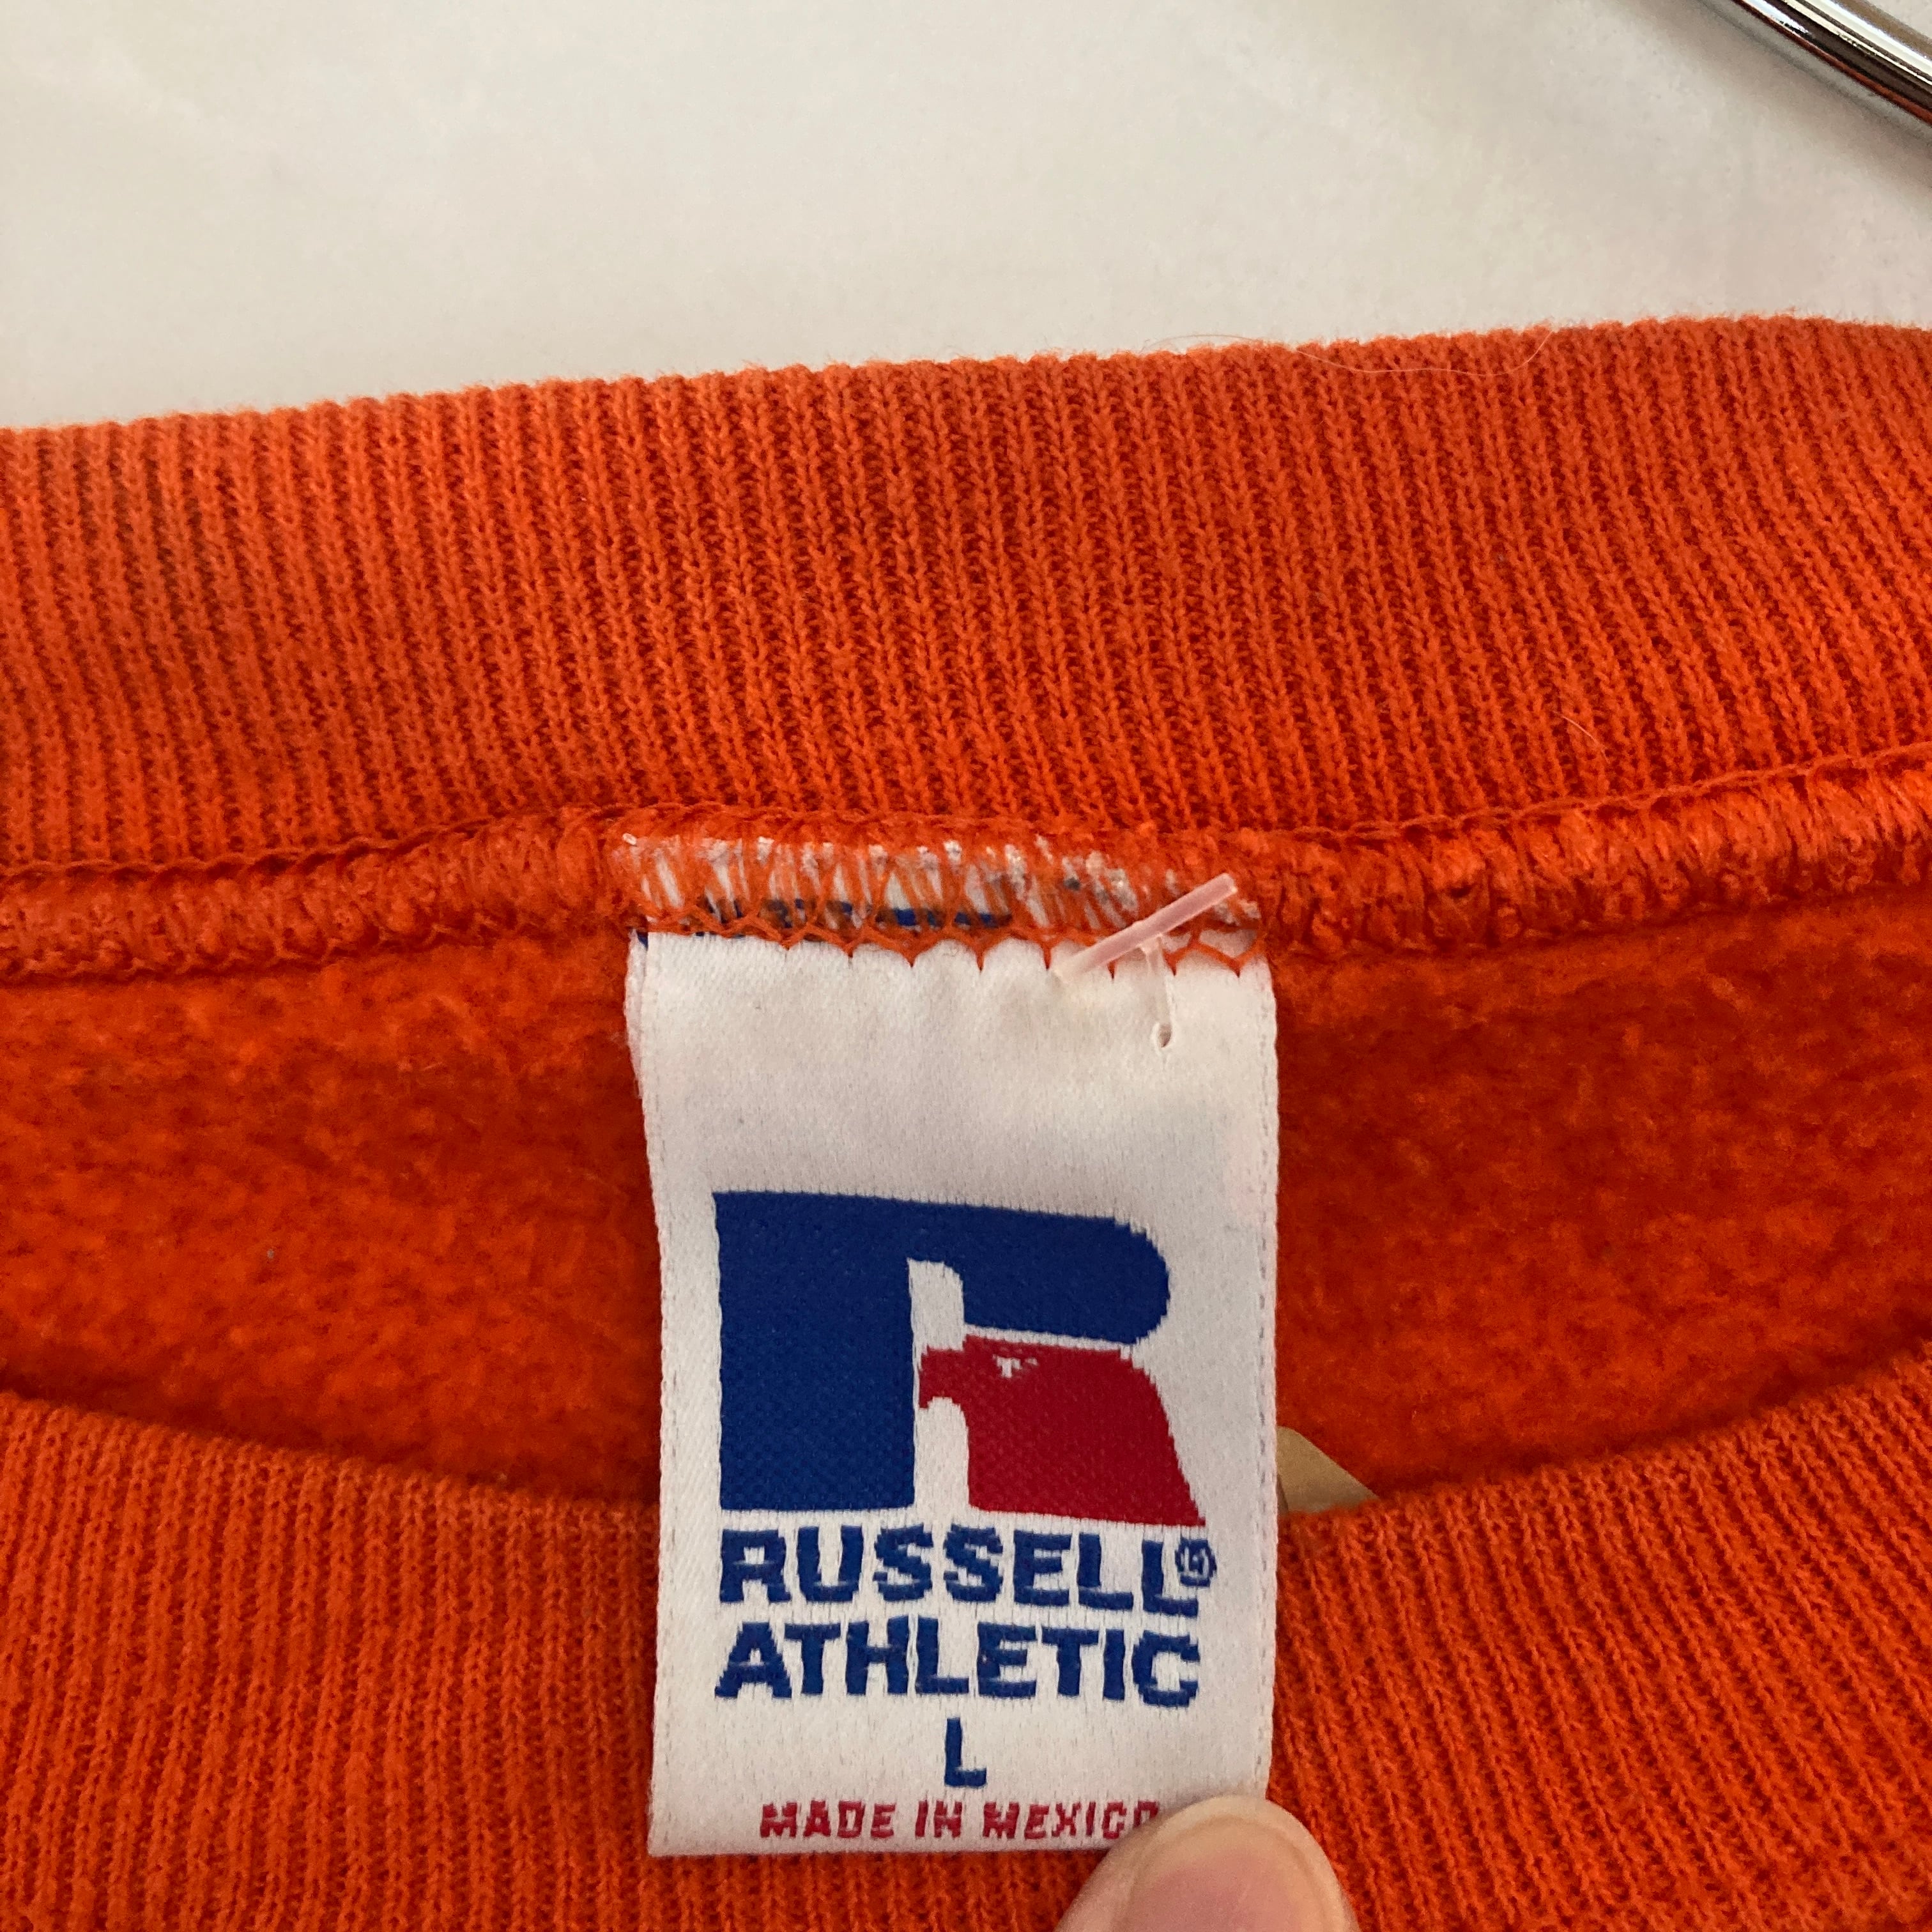 RUSSELL®
ATHLETIC
L
MADE IN MEXICO